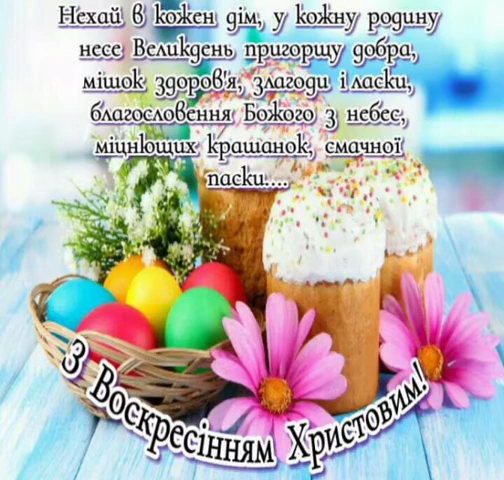 Нехай в кожен дім, у кожну родину
несе Великдень пригорщу добра,
мішок здоров'я, злагоди і ласки,
благословення Божого з небес,
міцнющих крашанок, смачної
паски....
З Воскресінням Христовим!